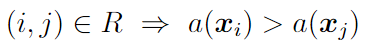 (i, j) ∈ R ⇒ a(𝒙ᵢ) > a(𝒙ⱼ)